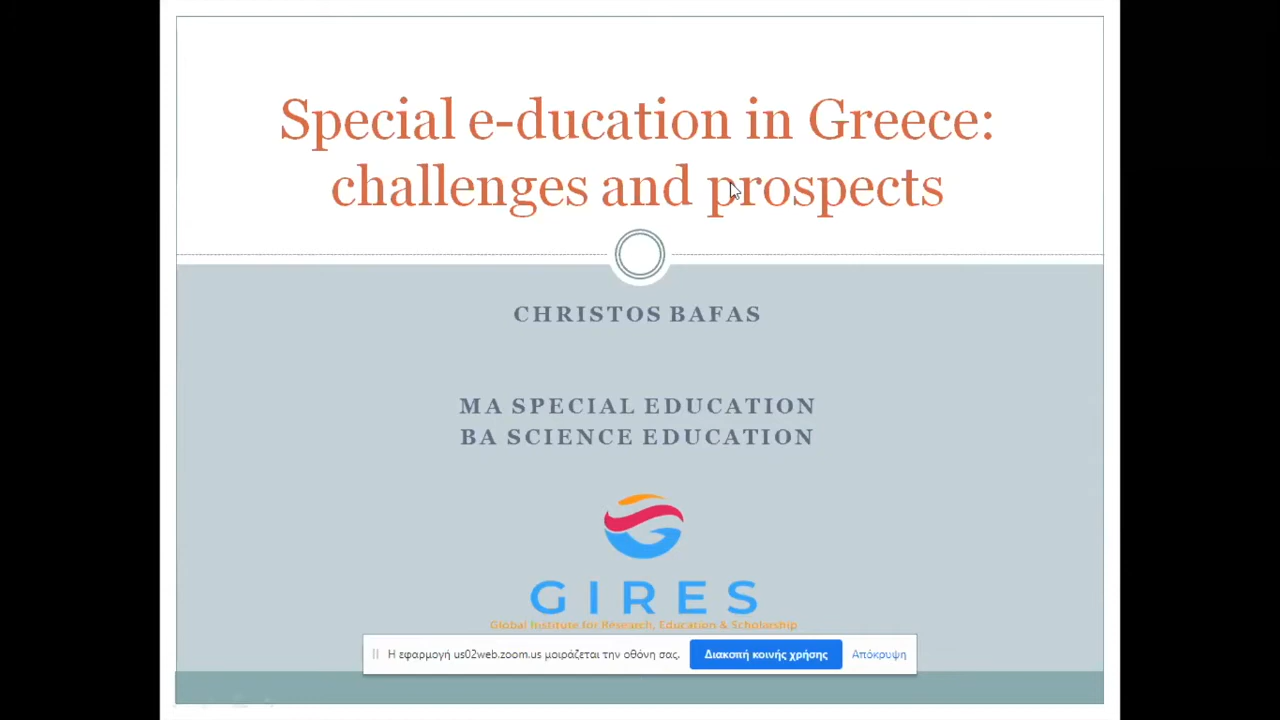 Special e-ducation in Greece:
challenges and prospects
CHRISTOS BAFAS
MA SPECIAL EDUCATION
BA SCIENCE EDUCATION
GIRES
Global Institute for Research, Education & Scholarship
Η εφαρμογή us02web.zoom.us μοιράζεται την οθόνη σας.
Διακοπή κοινής χρήσης
Απόκρυψη